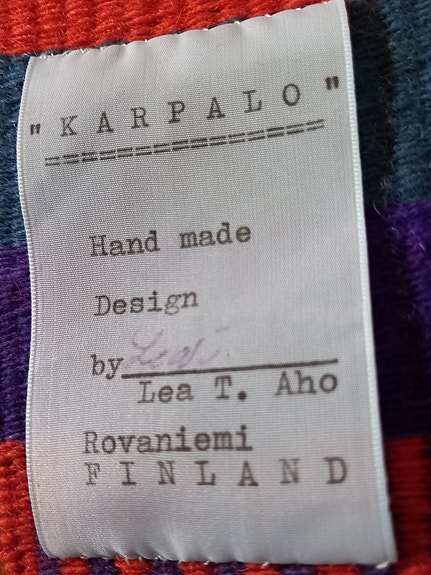 "KARPALO"
==================
Hand made
Design
by
Lea T. Aho
Rovaniemi
FINLAND